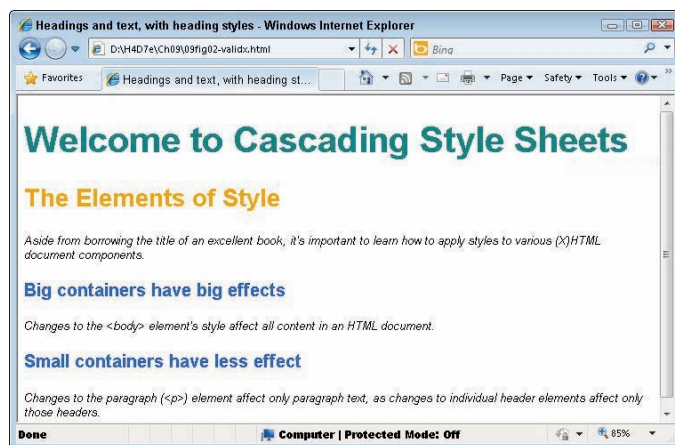 Headings and text, with heading styles - Windows Internet Explorer
D:\H4D7e\Ch09\09fig02-validx.html
Bing
Favorites
Headings and text, with heading st...
Page
Safety
Tools
Welcome to Cascading Style Sheets
The Elements of Style
Aside from borrowing the title of an excellent book, it's important to learn how to apply styles to various (X)HTML
document components.
Big containers have big effects
Changes to the <body> element's style affect all content in an HTML document.
Small containers have less effect
Changes to the paragraph (<p>) element affect only paragraph text, as changes to individual header elements affect only
those headers.
Done
Computer | Protected Mode: Off
85%